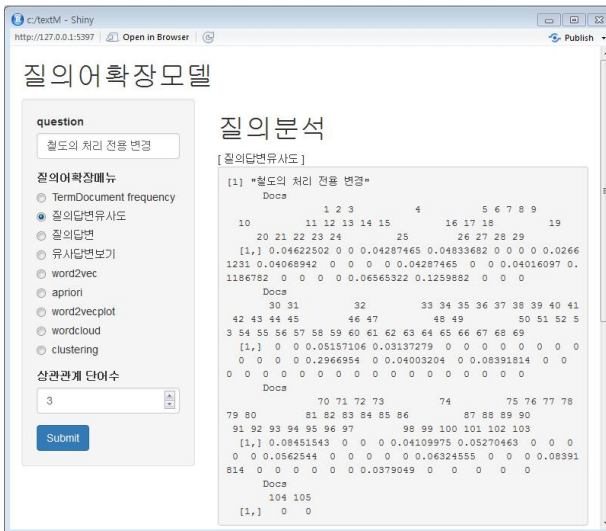 c:/textM - Shiny
http://127.0.0.1:5397 Open in Browser Publish
질의어확장모델
question
철도의 처리 전용 변경
질의어확장메뉴
TermDocument frequency
질의답변유사도
질의답변
유사답변보기
word2vec
apriori
word2vecplot
wordcloud
clustering
상관관계 단어수
3
Submit
질의분석
[ 질의답변유사도 ]
[1] "철도의 처리 전용 변경"
Docs
1 2 3 4 5 6 7 8 9
10 11 12 13 14 15 16 17 18 19
20 21 22 23 24 25 26 27 28 29
[1,] 0.04622502 0 0 0.04287465 0.04833682 0 0 0 0 0.0266
1231 0.04068942 0 0 0 0 0.04287465 0 0 0.04016097 0.
1186782 0 0 0 0 0.06565322 0.1259882 0 0 0
Docs
30 31 32 33 34 35 36 37 38 39 40 41
42 43 44 45 46 47 48 49 50 51 52 5
3 54 55 56 57 58 59 60 61 62 63 64 65 66 67 68 69
[1,] 0 0 0.05157106 0.03137279 0 0 0 0 0 0 0 0
0 0 0 0 0.2966954 0 0.04003204 0 0.08391814 0 0
0 0 0 0 0 0 0 0 0 0 0 0 0 0 0 0 0
Docs
70 71 72 73 74 75 76 77 78
79 80 81 82 83 84 85 86 87 88 89 90
91 92 93 94 95 96 97 98 99 100 101 102 103
[1,] 0.08451543 0 0 0 0.04109975 0.05270463 0 0 0
0 0 0.0562544 0 0 0 0 0 0.06324555 0 0 0 0.08391
814 0 0 0 0 0 0 0.0379049 0 0 0 0 0
Docs
104 105
[1,] 0 0